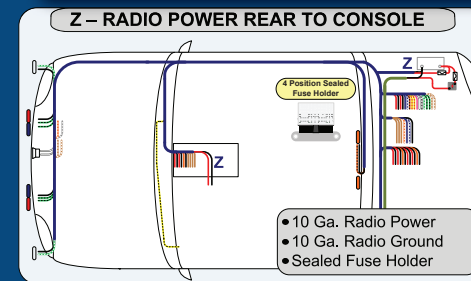 Z – RADIO POWER REAR TO CONSOLE
Z
4 Position Sealed
Fuse Holder
Z
• 10 Ga. Radio Power
• 10 Ga. Radio Ground
• Sealed Fuse Holder